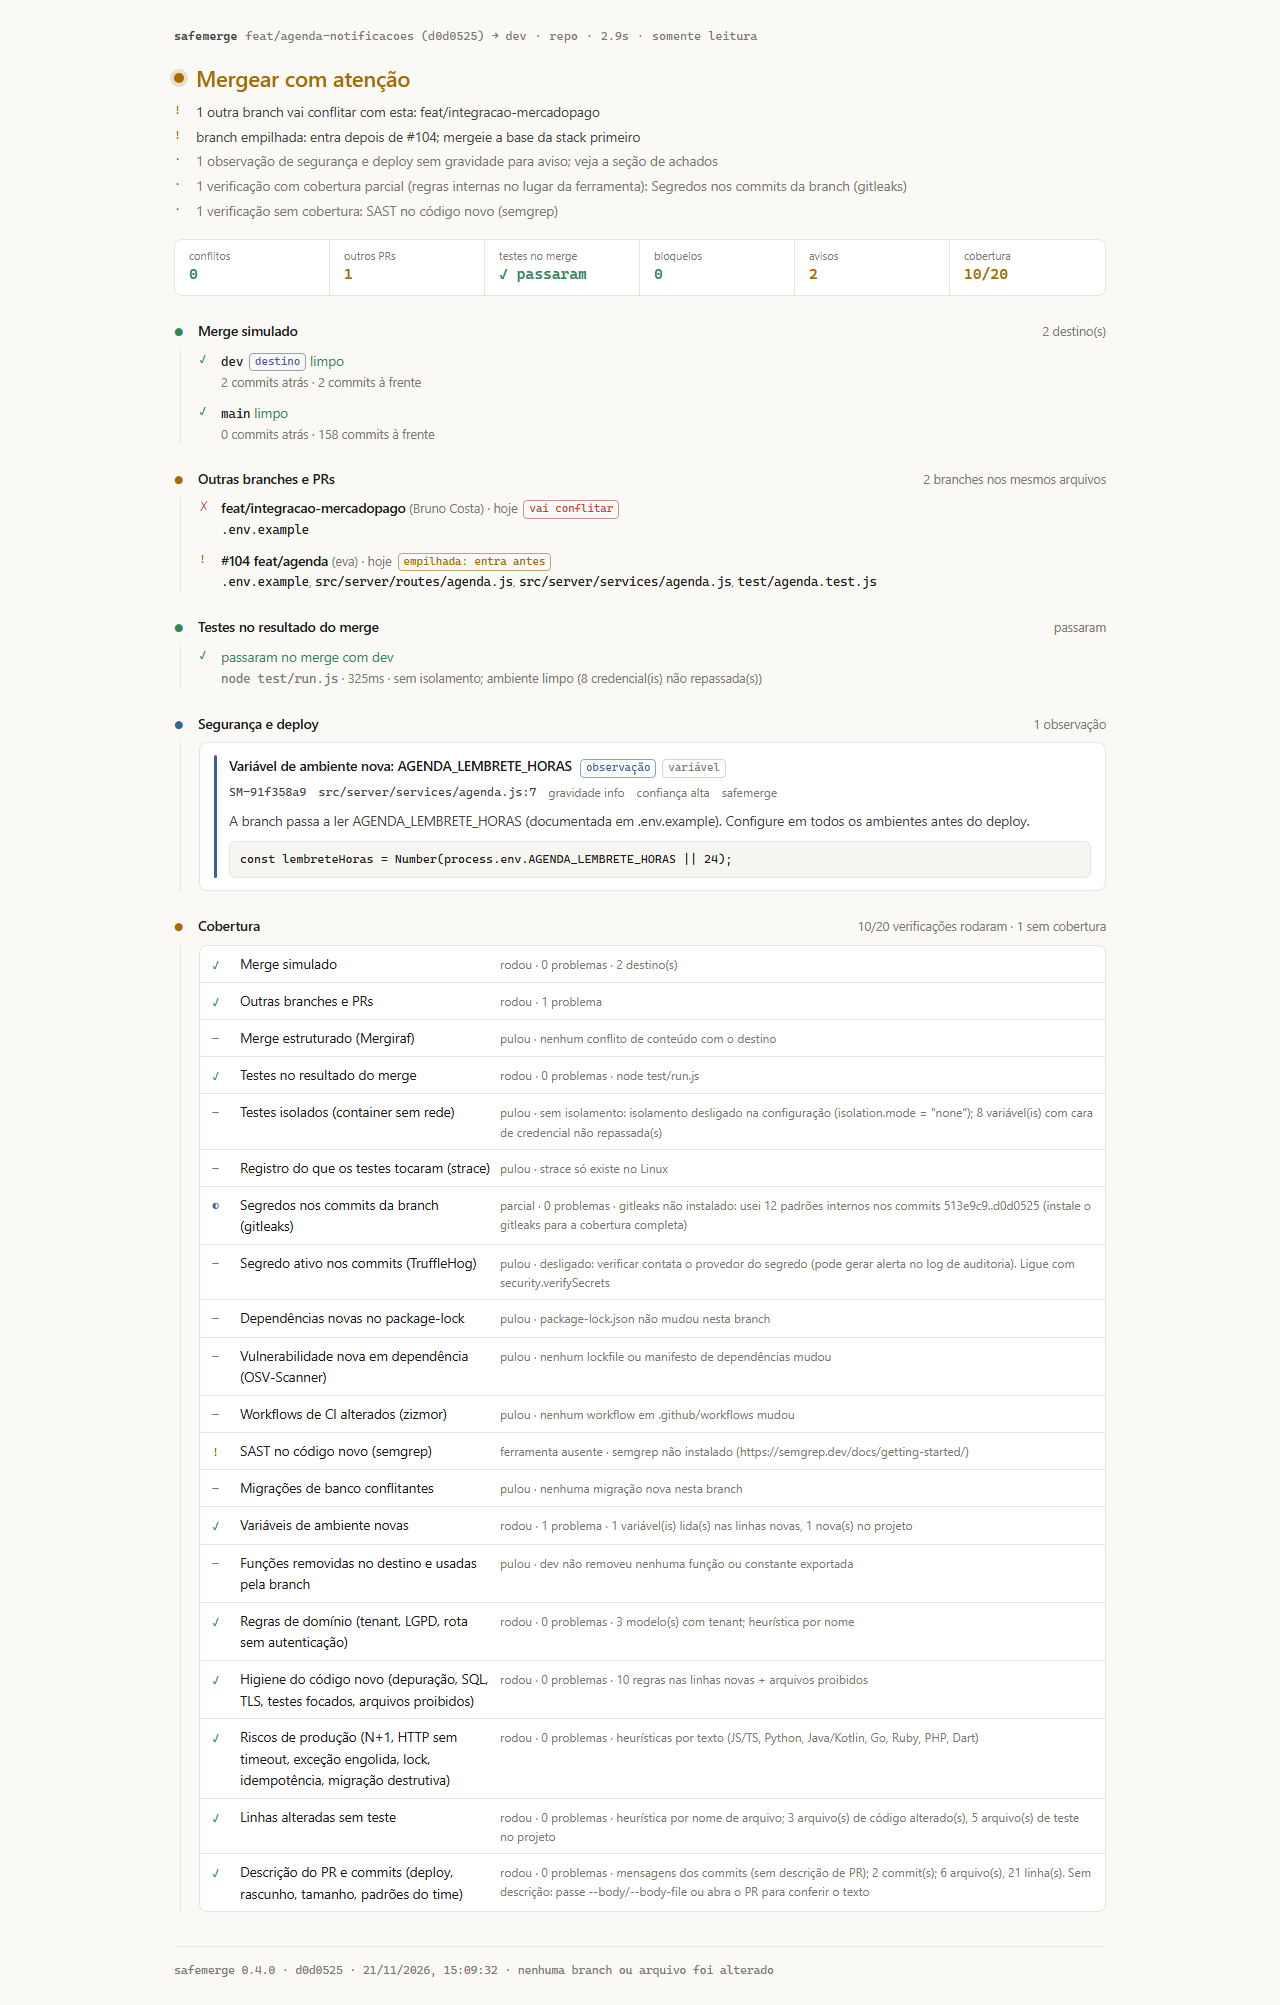 safemerge feat/agenda-notificacoes (d0d0525) → dev · repo · 2.9s · somente leitura
Mergear com atenção
! 1 outra branch vai conflitar com esta: feat/integracao-mercadopago
! branch empilhada: entra depois de #104; mergeie a base da stack primeiro
· 1 observação de segurança e deploy sem gravidade para aviso; veja a seção de achados
· 1 verificação com cobertura parcial (regras internas no lugar da ferramenta): Segredos nos commits da branch (gitleaks)
· 1 verificação sem cobertura: SAST no código novo (semgrep)
conflitos outros PRs testes no merge bloqueios avisos cobertura
0 1 ✓ passaram 0 2 10/20
Merge simulado 2 destino(s)
✓ dev destino limpo
2 commits atrás · 2 commits à frente
✓ main limpo
0 commits atrás · 158 commits à frente
Outras branches e PRs 2 branches nos mesmos arquivos
✗ feat/integracao-mercadopago (Bruno Costa) · hoje vai conflitar
.env.example
! #104 feat/agenda (eva) · hoje empilhada: entra antes
.env.example, src/server/routes/agenda.js, src/server/services/agenda.js, test/agenda.test.js
Testes no resultado do merge passaram
✓ passaram no merge com dev
node test/run.js · 325ms · sem isolamento; ambiente limpo (8 credencial(is) não repassada(s))
Segurança e deploy 1 observação
Variável de ambiente nova: AGENDA_LEMBRETE_HORAS observação variável
SM-91f358a9 src/server/services/agenda.js:7 gravidade info confiança alta safemerge
A branch passa a ler AGENDA_LEMBRETE_HORAS (documentada em .env.example). Configure em todos os ambientes antes do deploy.
const lembreteHoras = Number(process.env.AGENDA_LEMBRETE_HORAS || 24);
Cobertura 10/20 verificações rodaram · 1 sem cobertura
✓ Merge simulado rodou · 0 problemas · 2 destino(s)
✓ Outras branches e PRs rodou · 1 problema
– Merge estruturado (Mergiraf) pulou · nenhum conflito de conteúdo com o destino
✓ Testes no resultado do merge rodou · 0 problemas · node test/run.js
– Testes isolados (container sem rede) pulou · sem isolamento: isolamento desligado na configuração (isolation.mode = "none"); 8 variável(is) com cara
de credencial não repassada(s)
– Registro do que os testes tocaram (strace) pulou · strace só existe no Linux
◐ Segredos nos commits da branch parcial · 0 problemas · gitleaks não instalado: usei 12 padrões internos nos commits 513e9c9..d0d0525 (instale o
(gitleaks) gitleaks para a cobertura completa)
– Segredo ativo nos commits (TruffleHog) pulou · desligado: verificar contata o provedor do segredo (pode gerar alerta no log de auditoria). Ligue com
security.verifySecrets
– Dependências novas no package-lock pulou · package-lock.json não mudou nesta branch
– Vulnerabilidade nova em dependência pulou · nenhum lockfile ou manifesto de dependências mudou
(OSV-Scanner)
– Workflows de CI alterados (zizmor) pulou · nenhum workflow em .github/workflows mudou
! SAST no código novo (semgrep) ferramenta ausente · semgrep não instalado (https://semgrep.dev/docs/getting-started/)
– Migrações de banco conflitantes pulou · nenhuma migração nova nesta branch
✓ Variáveis de ambiente novas rodou · 1 problema · 1 variável(is) lida(s) nas linhas novas, 1 nova(s) no projeto
– Funções removidas no destino e usadas pulou · dev não removeu nenhuma função ou constante exportada
pela branch
✓ Regras de domínio (tenant, LGPD, rota rodou · 0 problemas · 3 modelo(s) com tenant; heurística por nome
sem autenticação)
✓ Higiene do código novo (depuração, SQL, rodou · 0 problemas · 10 regras nas linhas novas + arquivos proibidos
TLS, testes focados, arquivos proibidos)
✓ Riscos de produção (N+1, HTTP sem rodou · 0 problemas · heurísticas por texto (JS/TS, Python, Java/Kotlin, Go, Ruby, PHP, Dart)
timeout, exceção engolida, lock,
idempotência, migração destrutiva)
✓ Linhas alteradas sem teste rodou · 0 problemas · heurística por nome de arquivo; 3 arquivo(s) de código alterado(s), 5 arquivo(s) de teste
no projeto
✓ Descrição do PR e commits (deploy, rodou · 0 problemas · mensagens dos commits (sem descrição de PR); 2 commit(s); 6 arquivo(s), 21 linha(s). Sem
rascunho, tamanho, padrões do time) descrição: passe --body/--body-file ou abra o PR para conferir o texto
safemerge 0.4.0 · d0d0525 · 21/11/2026, 15:09:32 · nenhuma branch ou arquivo foi alterado